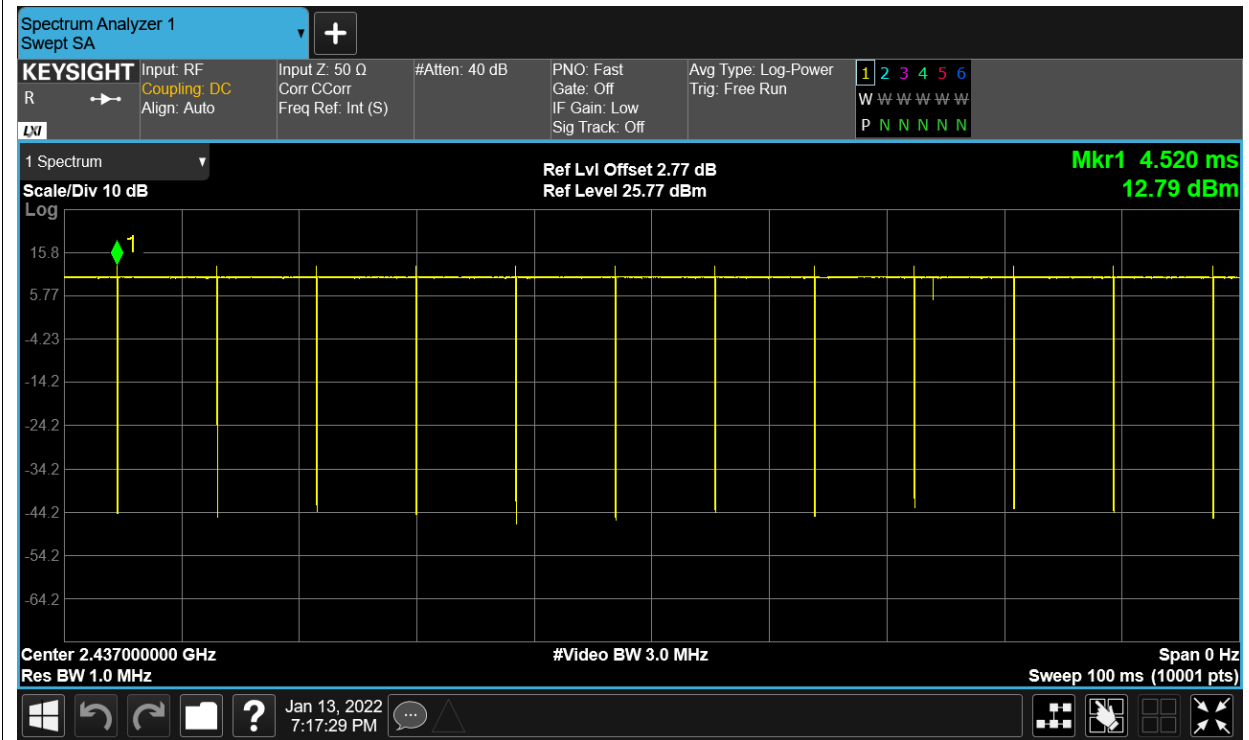 Spectrum Analyzer 1
Swept SA
KEYSIGHT
R
LXI
Input: RF
Coupling: DC
Align: Auto
Input Z: 50 Ω
Corr CCorr
Freq Ref: Int (S)
#Atten: 40 dB
PNO: Fast
Gate: Off
IF Gain: Low
Sig Track: Off
Avg Type: Log-Power
Trig: Free Run
1 2 3 4 5 6
W W W W W W
P N N N N N
1 Spectrum
Scale/Div 10 dB
Ref Lvl Offset 2.77 dB
Ref Level 25.77 dBm
Mkr1 4.520 ms
12.79 dBm
Log
1
15.8
5.77
-4.23
-14.2
-24.2
-34.2
-44.2
-54.2
-64.2
Center 2.437000000 GHz
#Video BW 3.0 MHz
Span 0 Hz
Res BW 1.0 MHz
Sweep 100 ms (10001 pts)
?
Jan 13, 2022
7:17:29 PM